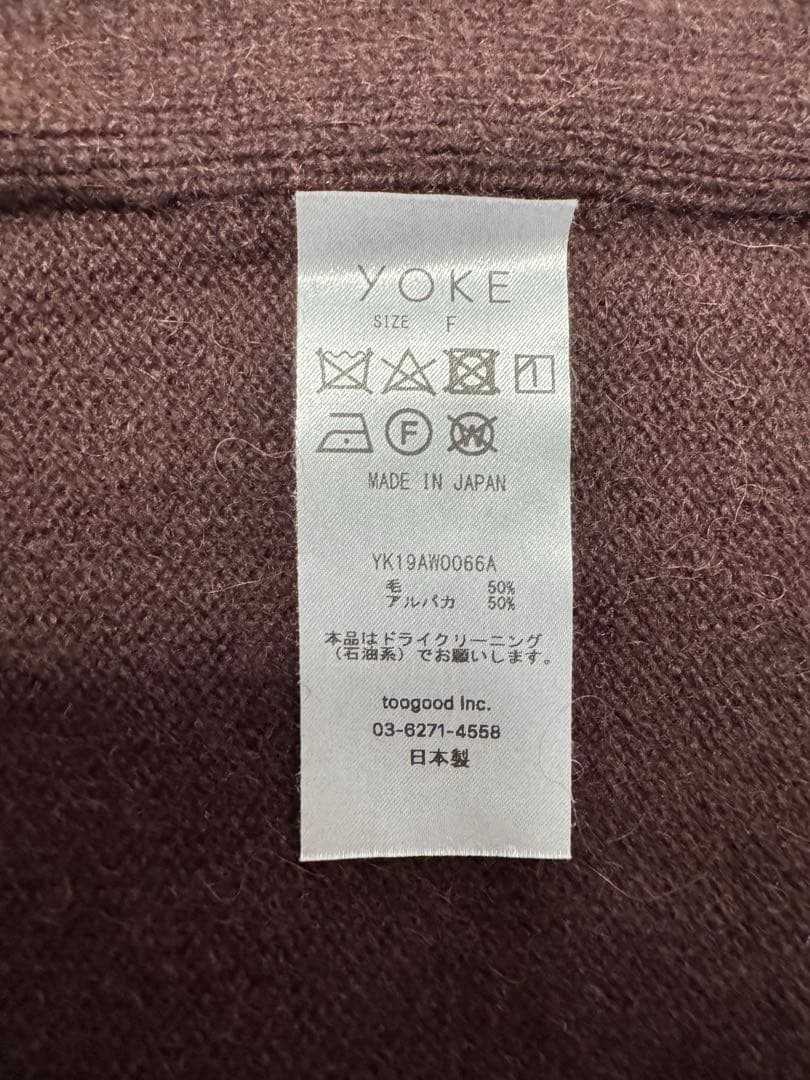 YOKE
SIZE F
F W
MADE IN JAPAN
YK19AW0066A
毛 50%
アルパカ 50%
本品はドライクリーニング
（石油系）でお願いします。
toogood Inc.
03-6271-4558
日本製